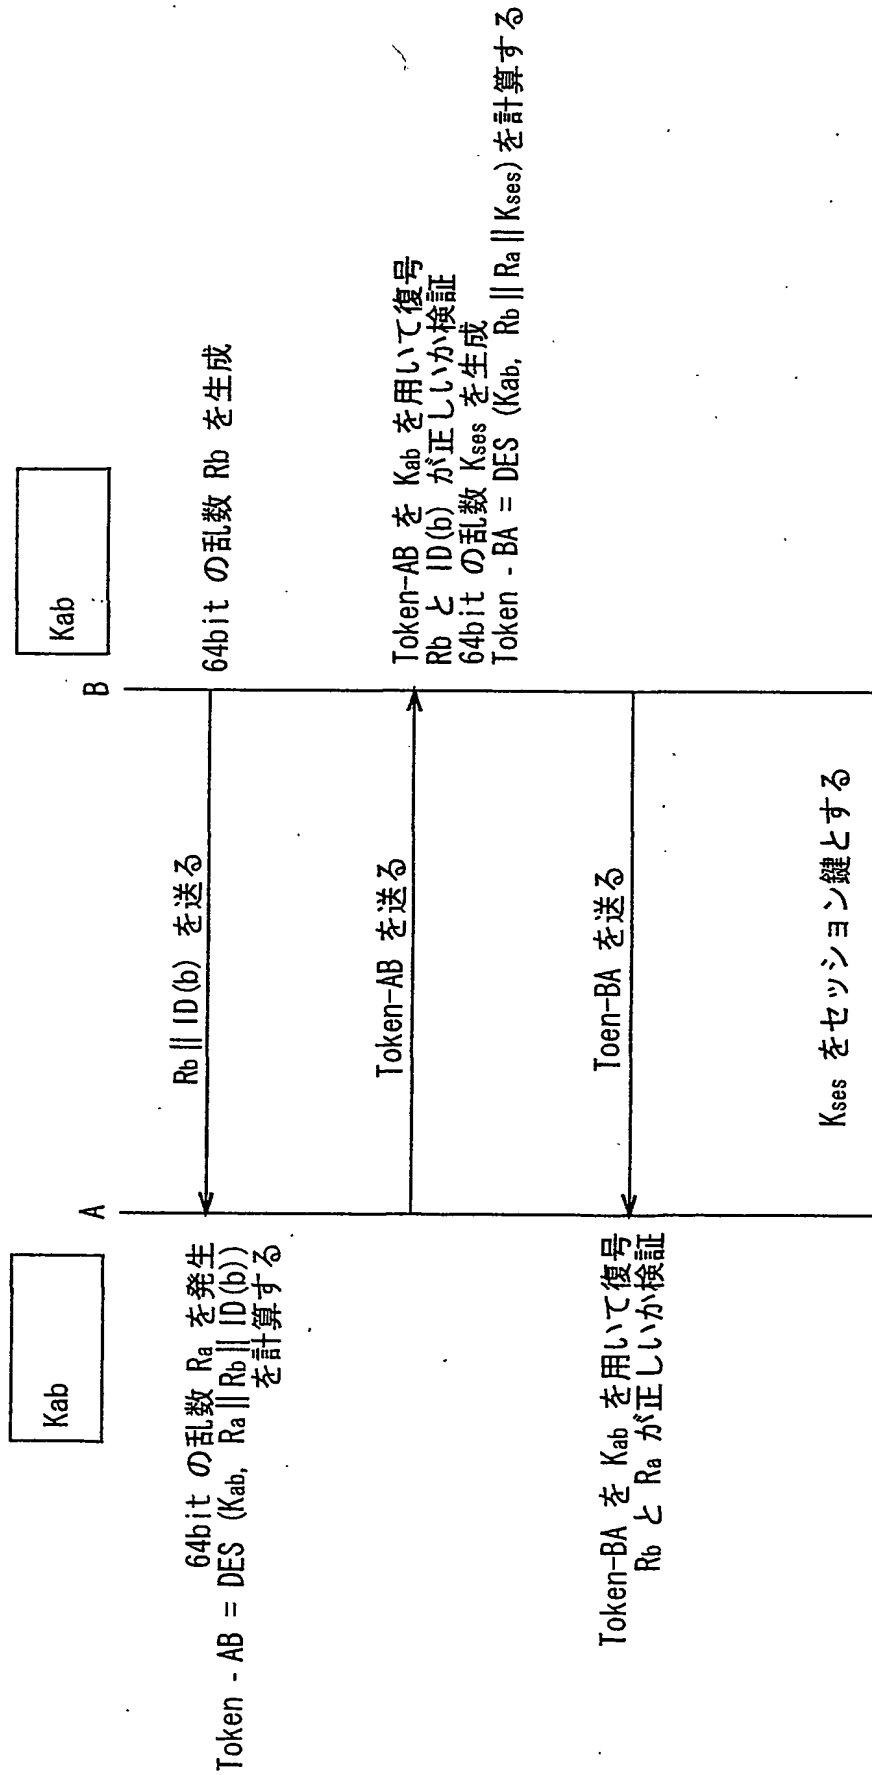 Kab
Kab
A
B
64bit の乱数 Rb を生成
Rb || ID(b) を送る
64bit の乱数 Ra を発生
Token - AB = DES (Kab, Ra || Rb || ID(b))
を計算する
Token-AB を送る
Token-AB を Kab を用いて復号
Rb と ID(b) が正しいか検証
64bit の乱数 Kses を生成
Token - BA = DES (Kab, Rb || Ra || Kses) を計算する
Toen-BA を送る
Token-BA を Kab を用いて復号
Rb と Ra が正しいか検証
Kses をセッション鍵とする